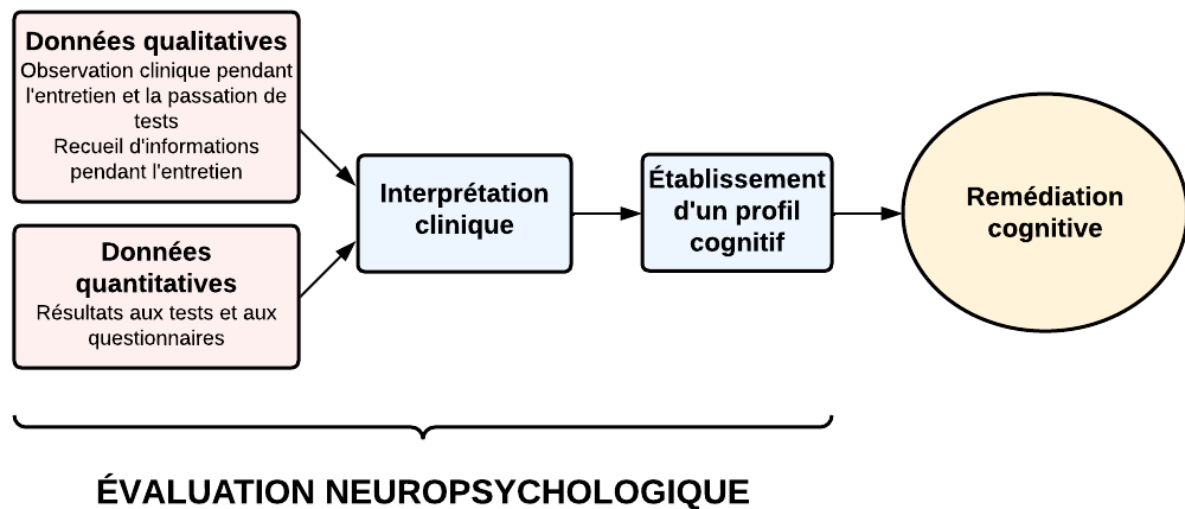 Données qualitatives
Observation clinique pendant
l'entretien et la passation de
tests
Recueil d'informations
pendant l'entretien
Données
quantitatives
Résultats aux tests et aux
questionnaires
Interprétation
clinique
Établissement
d'un profil
cognitif
Remédiation
cognitive
ÉVALUATION NEUROPSYCHOLOGIQUE